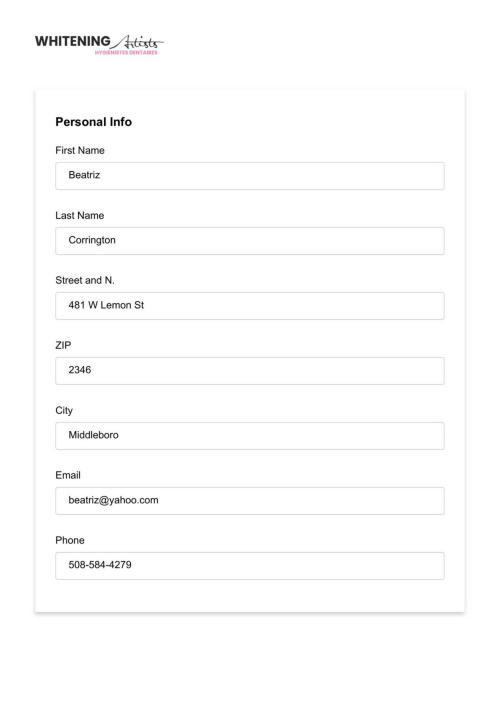 WHITENING Artists
HYGIÉNISTES DENTAIRES
Personal Info
First Name
Beatriz
Last Name
Corrington
Street and N.
481 W Lemon St
ZIP
2346
City
Middleboro
Email
beatriz@yahoo.com
Phone
508-584-4279